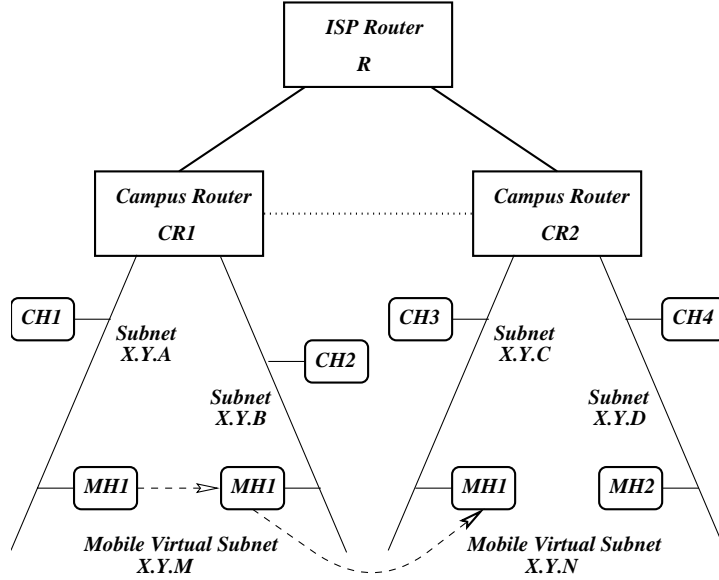 ISP Router
R
Campus Router
CR1
Campus Router
CR2
CH1
Subnet
X.Y.A
CH2
Subnet
X.Y.B
CH3
Subnet
X.Y.C
CH4
Subnet
X.Y.D
MH1
MH1
MH1
MH2
Mobile Virtual Subnet
X.Y.M
Mobile Virtual Subnet
X.Y.N